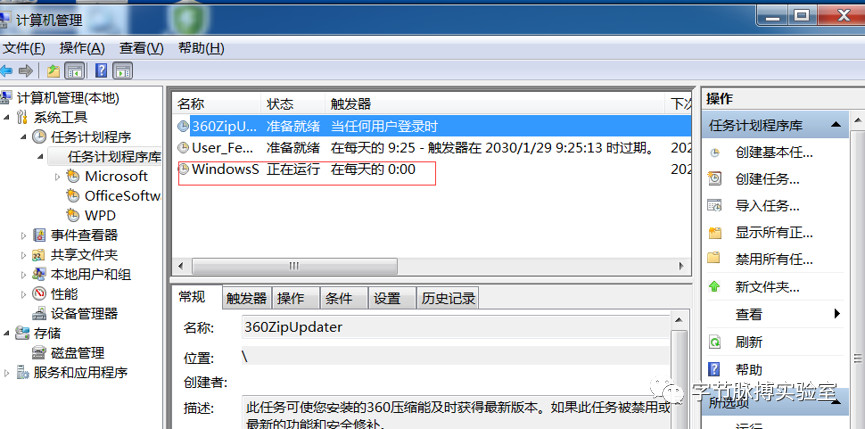 计算机管理
文件(F) 操作(A) 查看(V) 帮助(H)
计算机管理(本地)
系统工具
任务计划程序
任务计划程序库
Microsoft
OfficeSoftw
WPD
事件查看器
共享文件夹
本地用户和组
性能
设备管理器
存储
磁盘管理
服务和应用程序
名称 状态 触发器 下次
360ZipU... 准备就绪 当任何用户登录时
User_Fe... 准备就绪 在每天的 9:25 - 触发器在 2030/1/29 9:25:13 时过期。 202
WindowsS 正在运行 在每天的 0:00 202
常规 触发器 操作 条件 设置 历史记录
名称: 360ZipUpdater
位置: \
创建者:
描述: 此任务可使您安装的360压缩能及时获得最新版本。如果此任务被禁用或
最新的功能和安全修补。
操作
任务计划程序库
创建基本任...
创建任务...
导入任务...
显示所有正...
禁用所有任...
新文件夹...
查看
刷新
帮助
所选项
运行
字节脉搏实验室